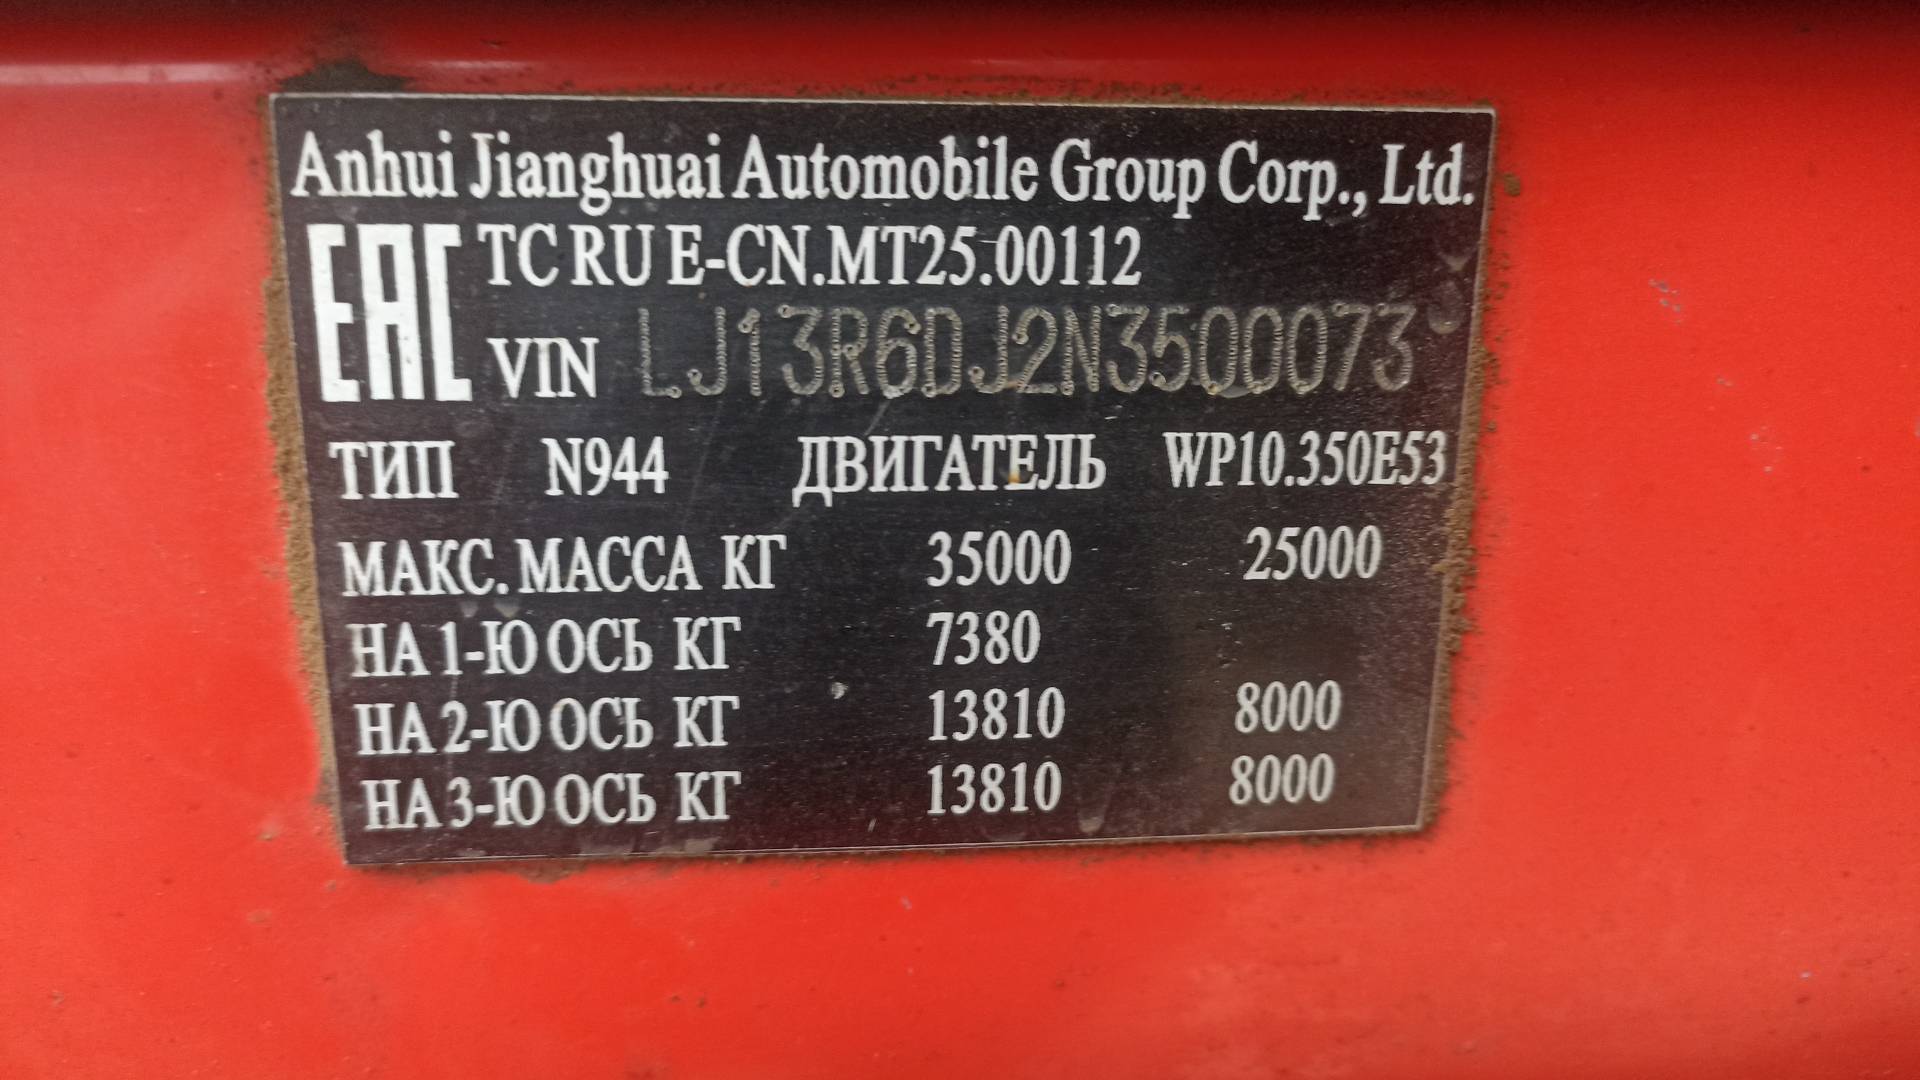 Anhui Jianghuai Automobile Group Corp., Ltd.
EAC TC RU E-CN.MT25.00112
VIN LJ13R6DJ2N3500073
ТИП N944 ДВИГАТЕЛЬ WP10.350E53
МАКС. МАССА КГ 35000 25000
НА 1-Ю ОСЬ КГ 7380
НА 2-Ю ОСЬ КГ 13810 8000
НА 3-Ю ОСЬ КГ 13810 8000